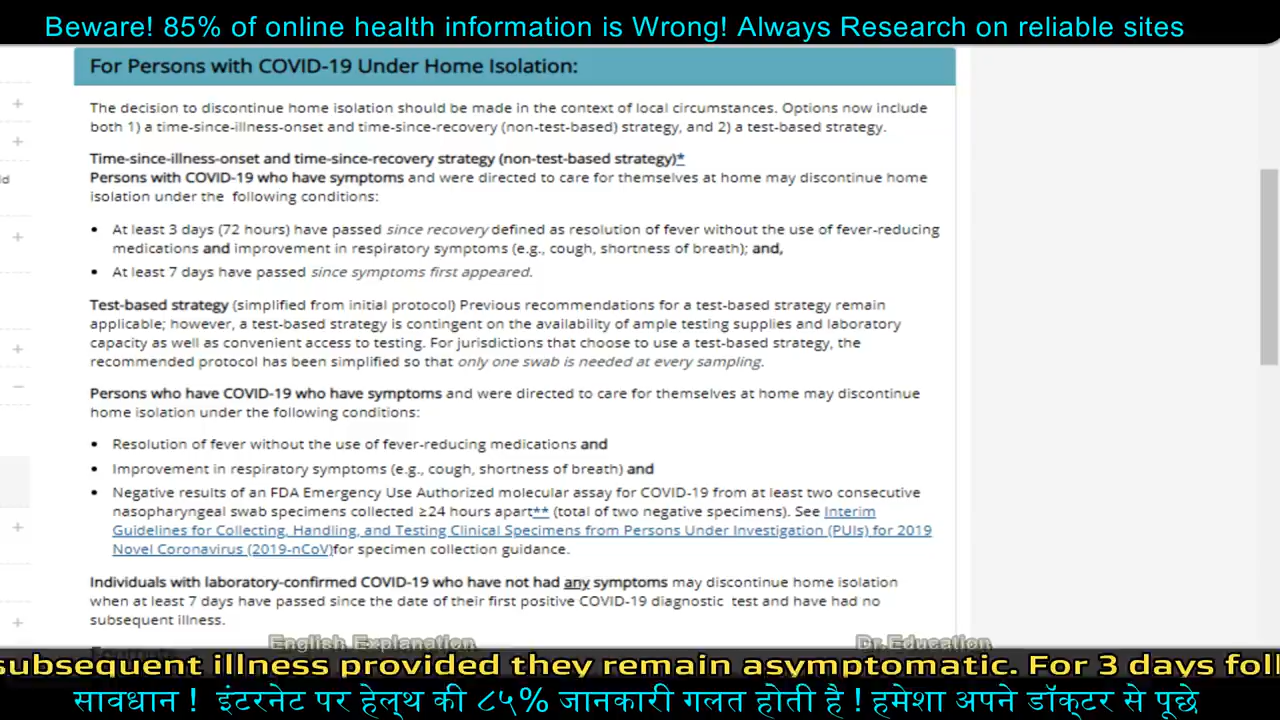 Beware! 85% of online health information is Wrong! Always Research on reliable sites
For Persons with COVID-19 Under Home Isolation:
The decision to discontinue home isolation should be made in the context of local circumstances. Options now include
both 1) a time-since-illness-onset and time-since-recovery (non-test-based) strategy, and 2) a test-based strategy.
Time-since-illness-onset and time-since-recovery strategy (non-test-based strategy)*
Persons with COVID-19 who have symptoms and were directed to care for themselves at home may discontinue home
isolation under the following conditions:
• At least 3 days (72 hours) have passed since recovery defined as resolution of fever without the use of fever-reducing
medications and improvement in respiratory symptoms (e.g., cough, shortness of breath); and,
• At least 7 days have passed since symptoms first appeared.
Test-based strategy (simplified from initial protocol) Previous recommendations for a test-based strategy remain
applicable; however, a test-based strategy is contingent on the availability of ample testing supplies and laboratory
capacity as well as convenient access to testing. For jurisdictions that choose to use a test-based strategy, the
recommended protocol has been simplified so that only one swab is needed at every sampling.
Persons who have COVID-19 who have symptoms and were directed to care for themselves at home may discontinue
home isolation under the following conditions:
• Resolution of fever without the use of fever-reducing medications and
• Improvement in respiratory symptoms (e.g., cough, shortness of breath) and
• Negative results of an FDA Emergency Use Authorized molecular assay for COVID-19 from at least two consecutive
nasopharyngeal swab specimens collected ≥24 hours apart** (total of two negative specimens). See Interim
Guidelines for Collecting, Handling, and Testing Clinical Specimens from Persons Under Investigation (PUIs) for 2019
Novel Coronavirus (2019-nCoV)for specimen collection guidance.
Individuals with laboratory-confirmed COVID-19 who have not had any symptoms may discontinue home isolation
when at least 7 days have passed since the date of their first positive COVID-19 diagnostic test and have had no
subsequent illness.
English Explanation Dr.Education
subsequent illness provided they remain asymptomatic. For 3 days foll
सावधान ! इंटरनेट पर हेल्थ की ८५% जानकारी गलत होती है ! हमेशा अपने डॉक्टर से पूछे